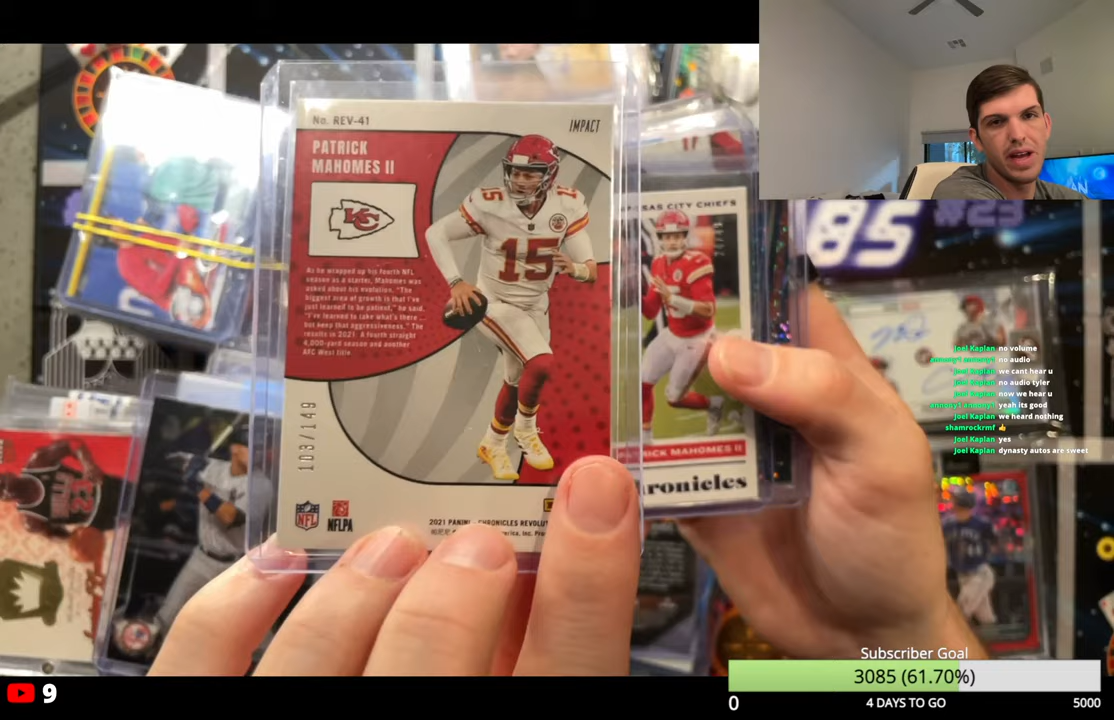 No. REV-41
IMPACT
PATRICK
MAHOMES II
KC
As he wrapped up his fourth NFL
season as a starter, Mahomes was
asked about his evolution. "The
biggest area of growth is that I've
just learned to be patient," he said.
"I've learned to take what's there ...
but keep that aggressiveness." The
results in 2021: A fourth straight
4,000-yard season and another
AFC West title.
103/149
15
15
NFL
NFLPA
2021 PANINI - CHRONICLES
CITY CHIEFS
MAHOMES II
85
#23
Joel Kaplan no volume
no audio
Joel Kaplan we cant hear u
Joel Kaplan no audio tyler
Joel Kaplan now we hear u
yeah its good
Joel Kaplan we heard nothing
shamrockrmf 👍
Joel Kaplan yes
Joel Kaplan dynasty autos are sweet
Subscriber Goal
3085 (61.70%)
0
4 DAYS TO GO
5000
9